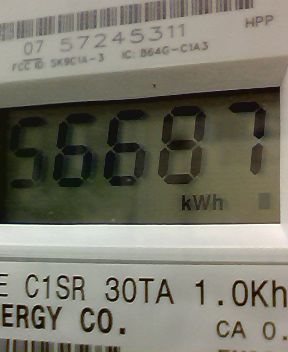 07 57245311
HPP
FCC ID: SK9C1A-3 IC: B64G-C1A3
56687
kWh
E C1SR 30TA 1.0Kh
ERGY CO.
CA 0.